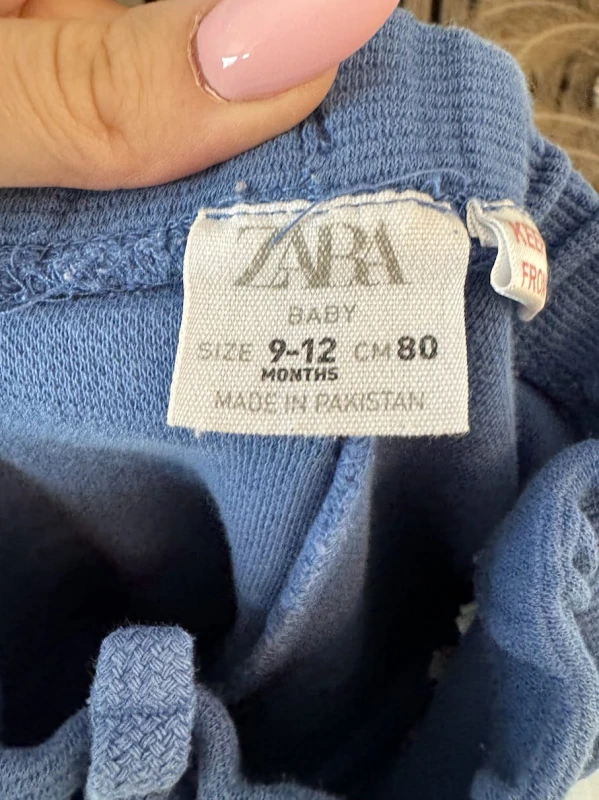 ZARA
BABY
SIZE 9-12 CM 80
MONTHS
MADE IN PAKISTAN